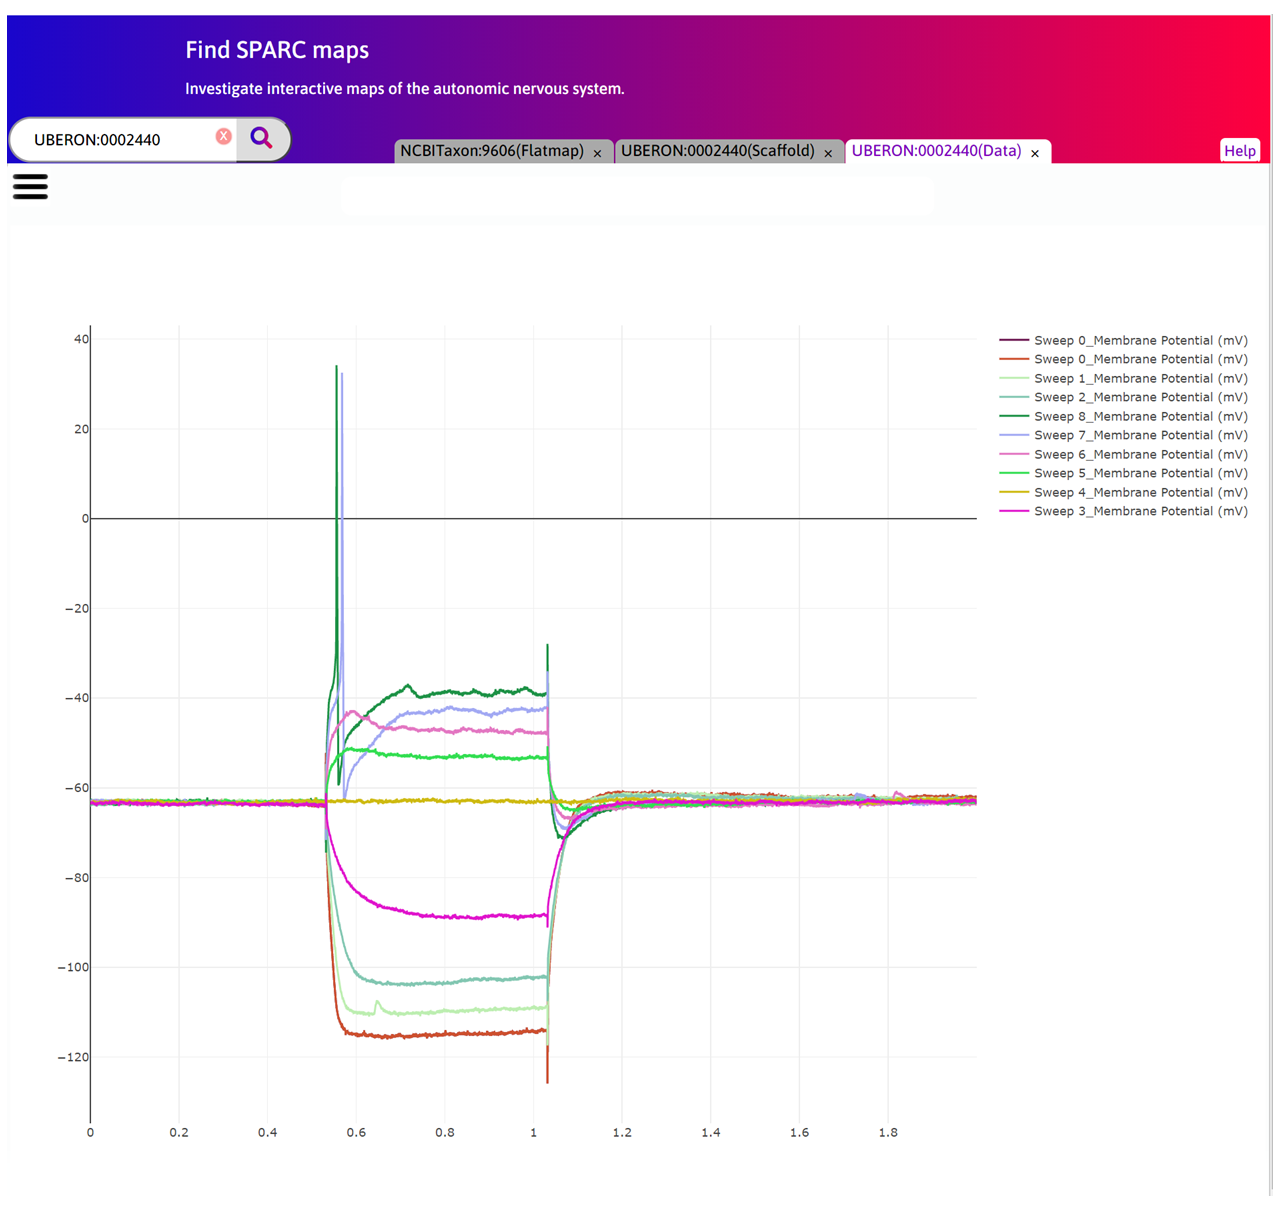 Find SPARC maps
Investigate interactive maps of the autonomic nervous system.
UBERON:0002440 X
NCBITaxon:9606(Flatmap) × UBERON:0002440(Scaffold) × UBERON:0002440(Data) × Help
Sweep 0_Membrane Potential (mV)
Sweep 0_Membrane Potential (mV)
Sweep 1_Membrane Potential (mV)
Sweep 2_Membrane Potential (mV)
Sweep 8_Membrane Potential (mV)
Sweep 7_Membrane Potential (mV)
Sweep 6_Membrane Potential (mV)
Sweep 5_Membrane Potential (mV)
Sweep 4_Membrane Potential (mV)
Sweep 3_Membrane Potential (mV)
40
20
0
−20
−40
−60
−80
−100
−120
0 0.2 0.4 0.6 0.8 1 1.2 1.4 1.6 1.8